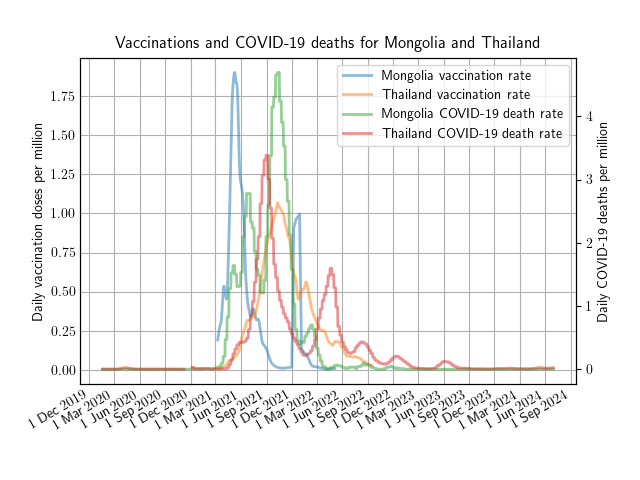 Vaccinations and COVID-19 deaths for Mongolia and Thailand
Mongolia vaccination rate
Thailand vaccination rate
Mongolia COVID-19 death rate
Thailand COVID-19 death rate
Daily vaccination doses per million
1.75
1.50
1.25
1.00
0.75
0.50
0.25
0.00
4
3
2
1
0
Daily COVID-19 deaths per million
1 Dec 2019
1 Mar 2020
1 Jun 2020
1 Sep 2020
1 Dec 2020
1 Mar 2021
1 Jun 2021
1 Sep 2021
1 Dec 2021
1 Mar 2022
1 Jun 2022
1 Sep 2022
1 Dec 2022
1 Mar 2023
1 Jun 2023
1 Sep 2023
1 Dec 2023
1 Mar 2024
1 Jun 2024
1 Sep 2024